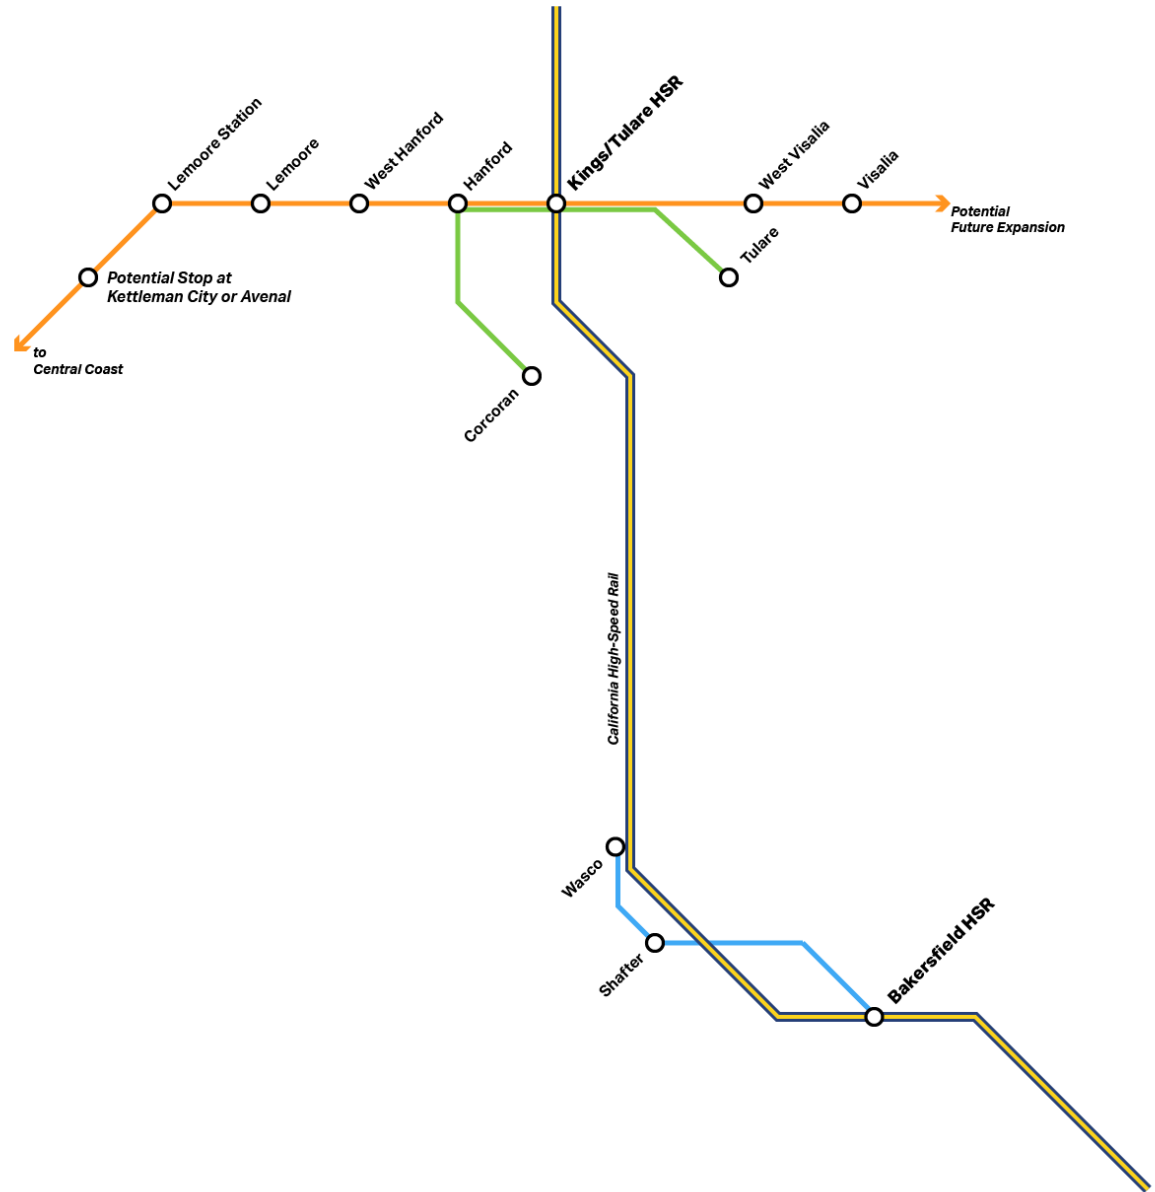 Lemoore Station
Lemoore
West Hanford
Hanford
Kings/Tulare HSR
West Visalia
Visalia
Potential
Future Expansion
Tulare
Potential Stop at
Kettleman City or Avenal
to
Central Coast
Corcoran
California High-Speed Rail
Wasco
Shafter
Bakersfield HSR